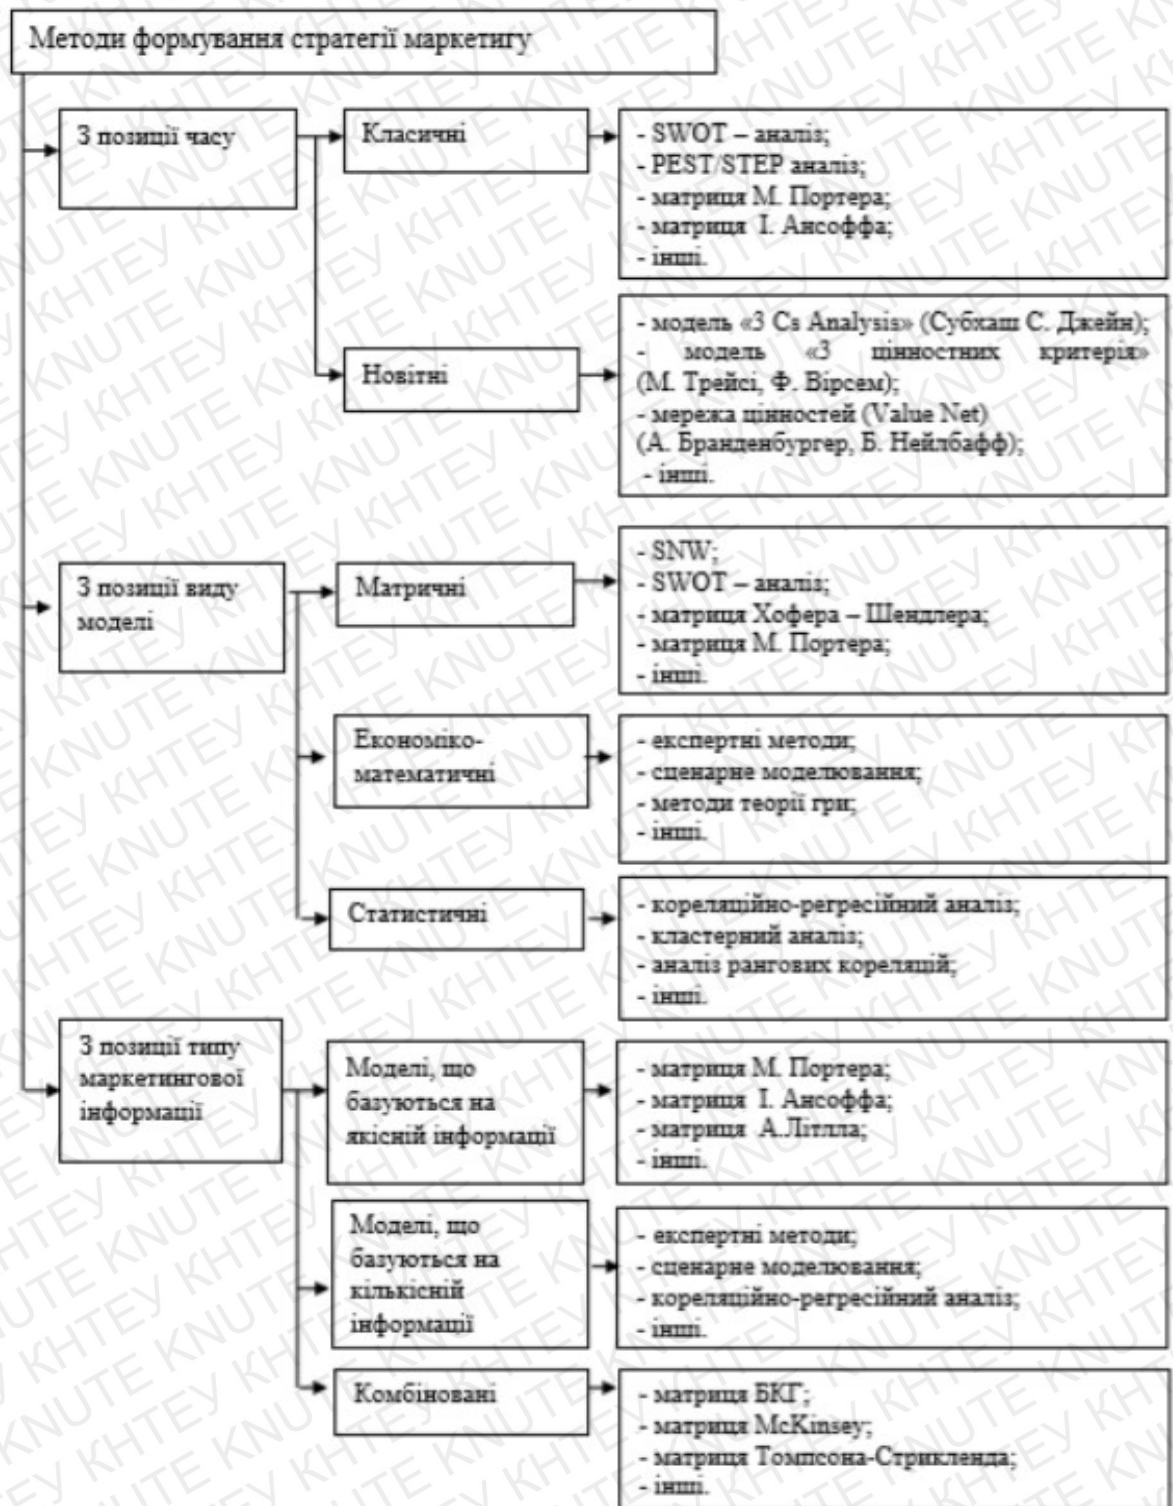 Методи формування стратегії маркетигу
З позиції часу
Класичні
- SWOT – аналіз;
- PEST/STEP аналіз;
- матриця М. Портера;
- матриця І. Ансоффа;
- інші.
Новітні
- модель «3 Cs Analysis» (Субхаш С. Джейн);
- модель «3 цінностних критерія»
(М. Трейсі, Ф. Вірсем);
- мережа цінностей (Value Net)
(А. Бранденбургер, Б. Нейлбафф);
- інші.
З позиції виду
моделі
Матричні
- SNW;
- SWOT – аналіз;
- матриця Хофера – Шендлера;
- матриця М. Портера;
- інші.
Економіко-
математичні
- експертні методи;
- сценарне моделювання;
- методи теорії гри;
- інші.
Статистичні
- кореляційно-регресійний аналіз;
- кластерний аналіз;
- аналіз рангових кореляцій;
- інші.
З позиції типу
маркетингової
інформації
Моделі, що
базуються на
якісній інформації
- матриця М. Портера;
- матриця І. Ансоффа;
- матриця А.Літлла;
- інші.
Моделі, що
базуються на
кількісній
інформації
- експертні методи;
- сценарне моделювання;
- кореляційно-регресійний аналіз;
- інші.
Комбіновані
- матриця БКГ;
- матриця McKinsey;
- матриця Томпсона-Стрикленда;
- інші.